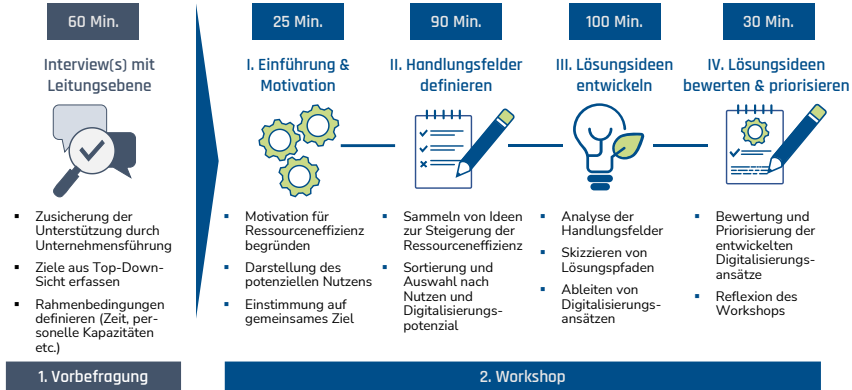 60 Min.
Interview(s) mit
Leitungsebene
Zusicherung der
Unterstützung durch
Unternehmensführung
Ziele aus Top-Down-
Sicht erfassen
Rahmenbedingungen
definieren (Zeit, per-
sonelle Kapazitäten
etc.)
1. Vorbefragung
25 Min.
I. Einführung &
Motivation
Motivation für
Ressourceneffizienz
begründen
Darstellung des
potenziellen Nutzens
Einstimmung auf
gemeinsames Ziel
90 Min.
II. Handlungsfelder
definieren
Sammeln von Ideen
zur Steigerung der
Ressourceneffizienz
Sortierung und
Auswahl nach
Nutzen und
Digitalisierungs-
potenzial
100 Min.
III. Lösungsideen
entwickeln
Analyse der
Handlungsfelder
Skizzieren von
Lösungspfaden
Ableiten von
Digitalisierungs-
ansätzen
30 Min.
IV. Lösungsideen
bewerten & priorisieren
Bewertung und
Priorisierung der
entwickelten
Digitalisierungs-
ansätze
Reflexion des
Workshops
2. Workshop